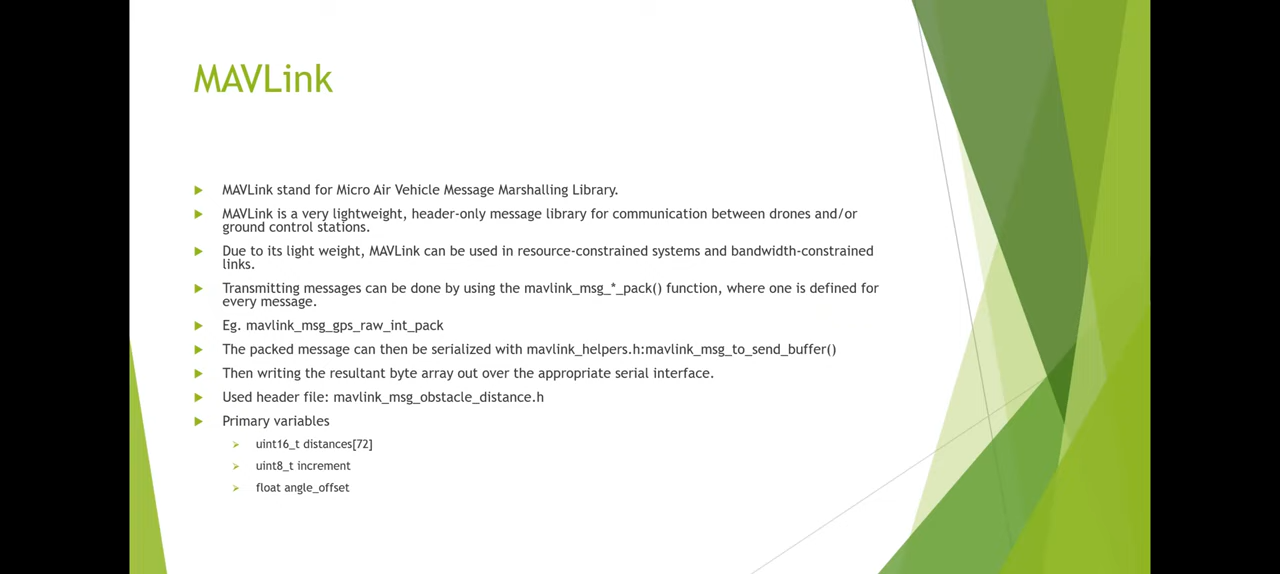 MAVLink
MAVLink stand for Micro Air Vehicle Message Marshalling Library.
MAVLink is a very lightweight, header-only message library for communication between drones and/or
ground control stations.
Due to its light weight, MAVLink can be used in resource-constrained systems and bandwidth-constrained
links.
Transmitting messages can be done by using the mavlink_msg_*_pack() function, where one is defined for
every message.
Eg. mavlink_msg_gps_raw_int_pack
The packed message can then be serialized with mavlink_helpers.h:mavlink_msg_to_send_buffer()
Then writing the resultant byte array out over the appropriate serial interface.
Used header file: mavlink_msg_obstacle_distance.h
Primary variables
uint16_t distances[72]
uint8_t increment
float angle_offset